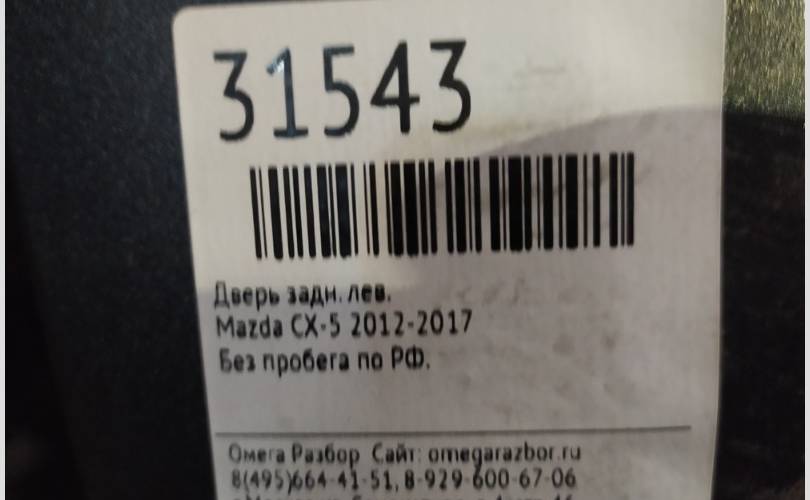 31543
Дверь задн. лев.
Mazda CX-5 2012-2017
Без пробега по РФ.
Омега Разбор Сайт: omegarazbor.ru
8(495)664-41-51, 8-929-600-67-06